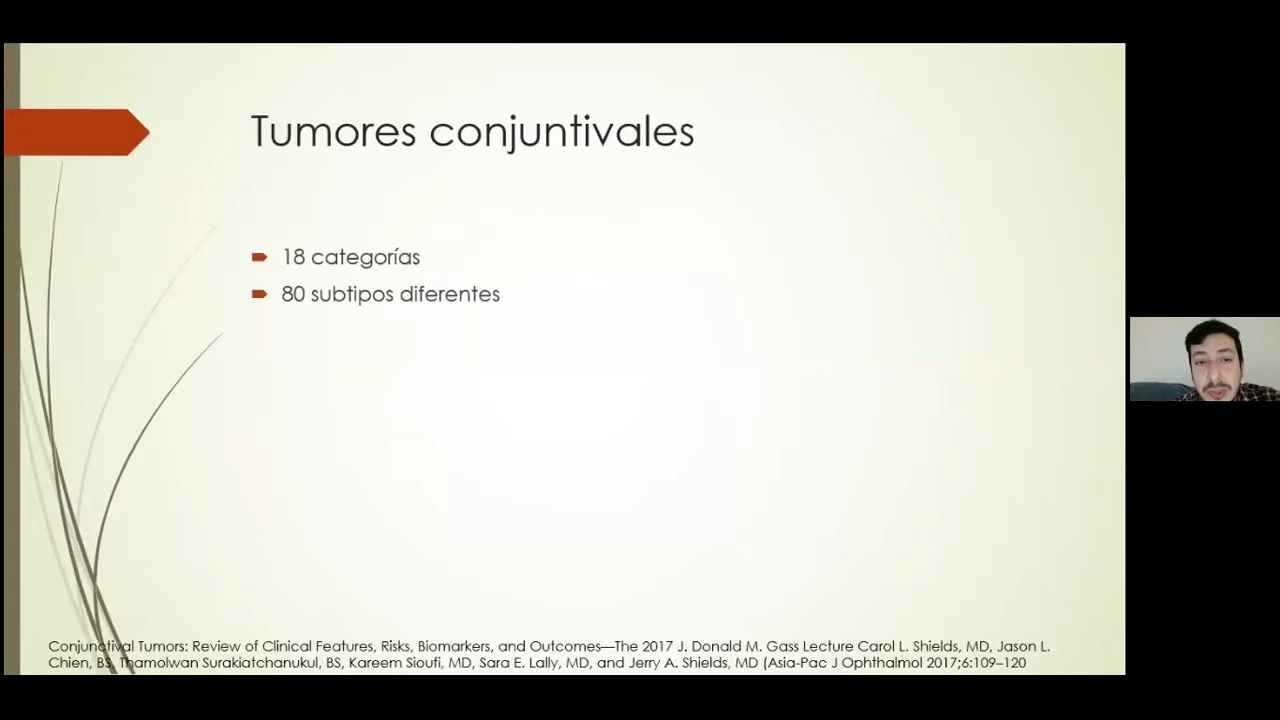 Tumores conjuntivales
18 categorías
80 subtipos diferentes
Conjunctival Tumors: Review of Clinical Features, Risks, Biomarkers, and Outcomes—The 2017 J. Donald M. Gass Lecture Carol L. Shields, MD, Jason L.
Chien, BS, Thamolwan Surakiatchanukul, BS, Kareem Sioufi, MD, Sara E. Lally, MD, and Jerry A. Shields, MD (Asia-Pac J Ophthalmol 2017;6:109–120